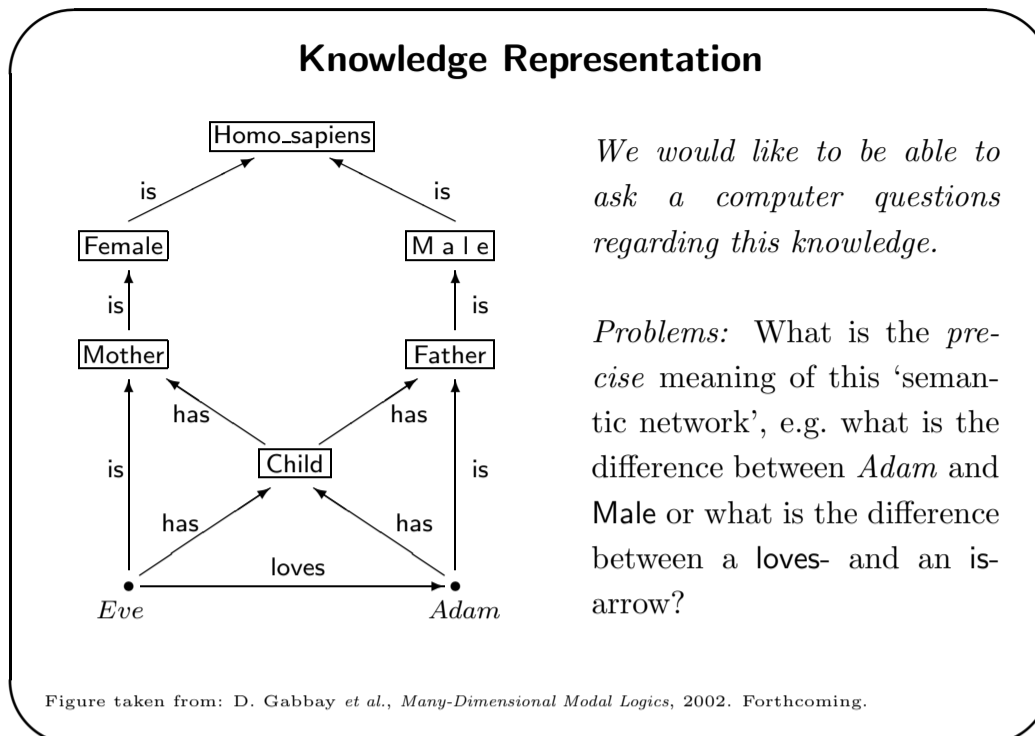 Knowledge Representation
Homo_sapiens
is
is
Female
M a l e
is
is
Mother
Father
has
has
Child
is
is
has
has
loves
Eve
Adam
We would like to be able to
ask a computer questions
regarding this knowledge.
Problems: What is the pre-
cise meaning of this ‘seman-
tic network’, e.g. what is the
difference between Adam and
Male or what is the difference
between a loves- and an is-
arrow?
Figure taken from: D. Gabbay et al., Many-Dimensional Modal Logics, 2002. Forthcoming.